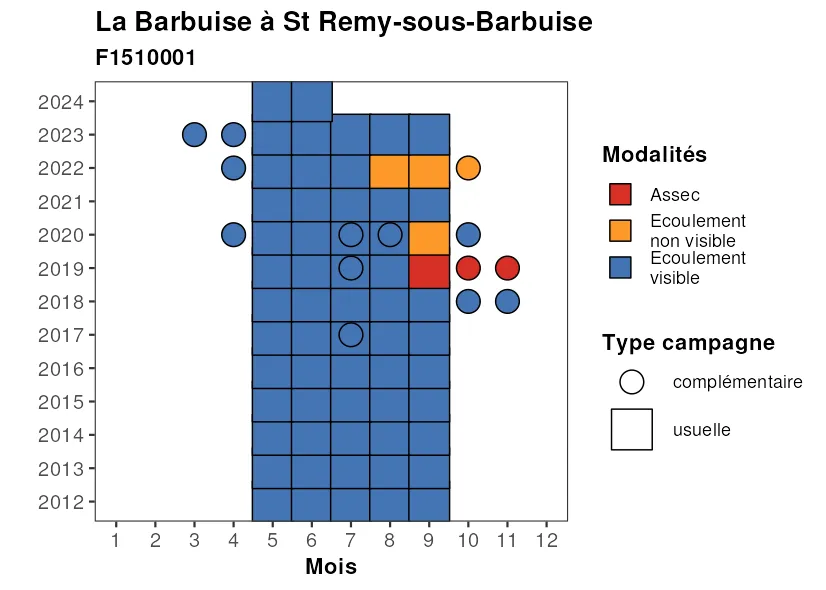 La Barbuise à St Remy-sous-Barbuise
F1510001
2024
2023
2022
2021
2020
2019
2018
2017
2016
2015
2014
2013
2012
1 2 3 4 5 6 7 8 9 10 11 12
Mois
Modalités
Assec
Ecoulement
non visible
Ecoulement
visible
Type campagne
complémentaire
usuelle